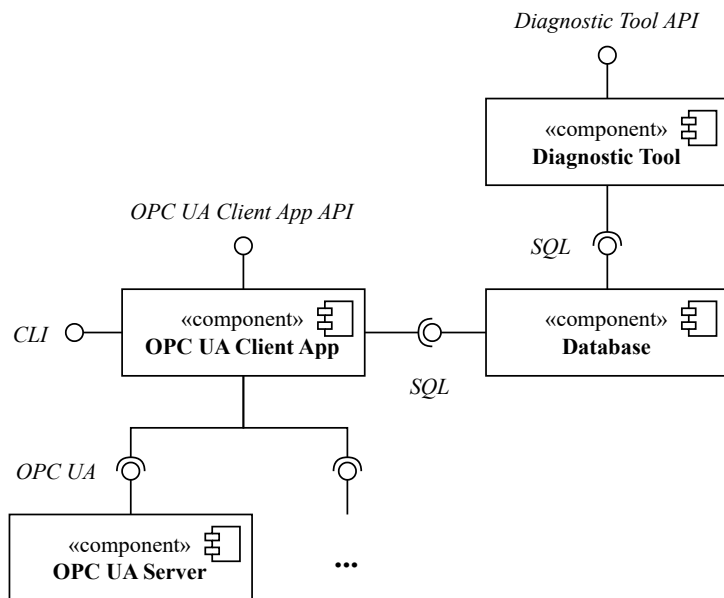 Diagnostic Tool API
«component»
Diagnostic Tool
OPC UA Client App API
SQL
«component»
OPC UA Client App
CLI
«component»
Database
SQL
OPC UA
«component»
OPC UA Server
...